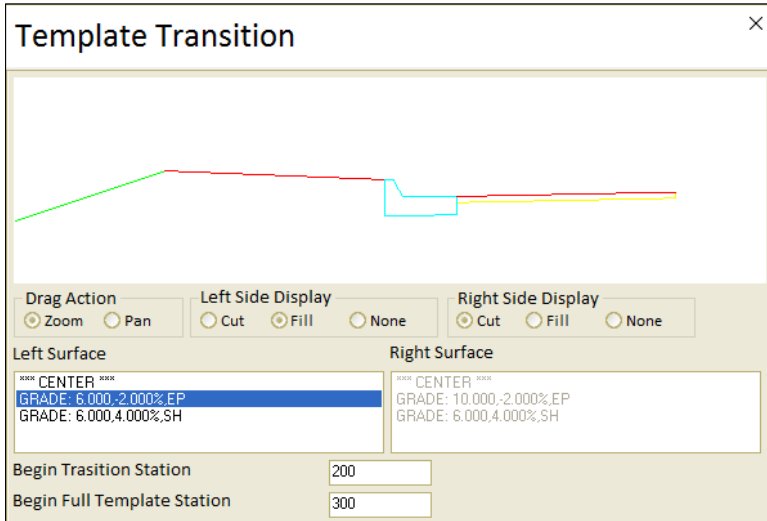 Template Transition
Drag Action Left Side Display Right Side Display
Zoom Pan Cut Fill None Cut Fill None
Left Surface Right Surface
*** CENTER *** *** CENTER ***
GRADE: 6.000,-2.000%,EP GRADE: 10.000,-2.000%,EP
GRADE: 6.000,4.000%,SH GRADE: 6.000,4.000%,SH
Begin Trasition Station 200
Begin Full Template Station 300